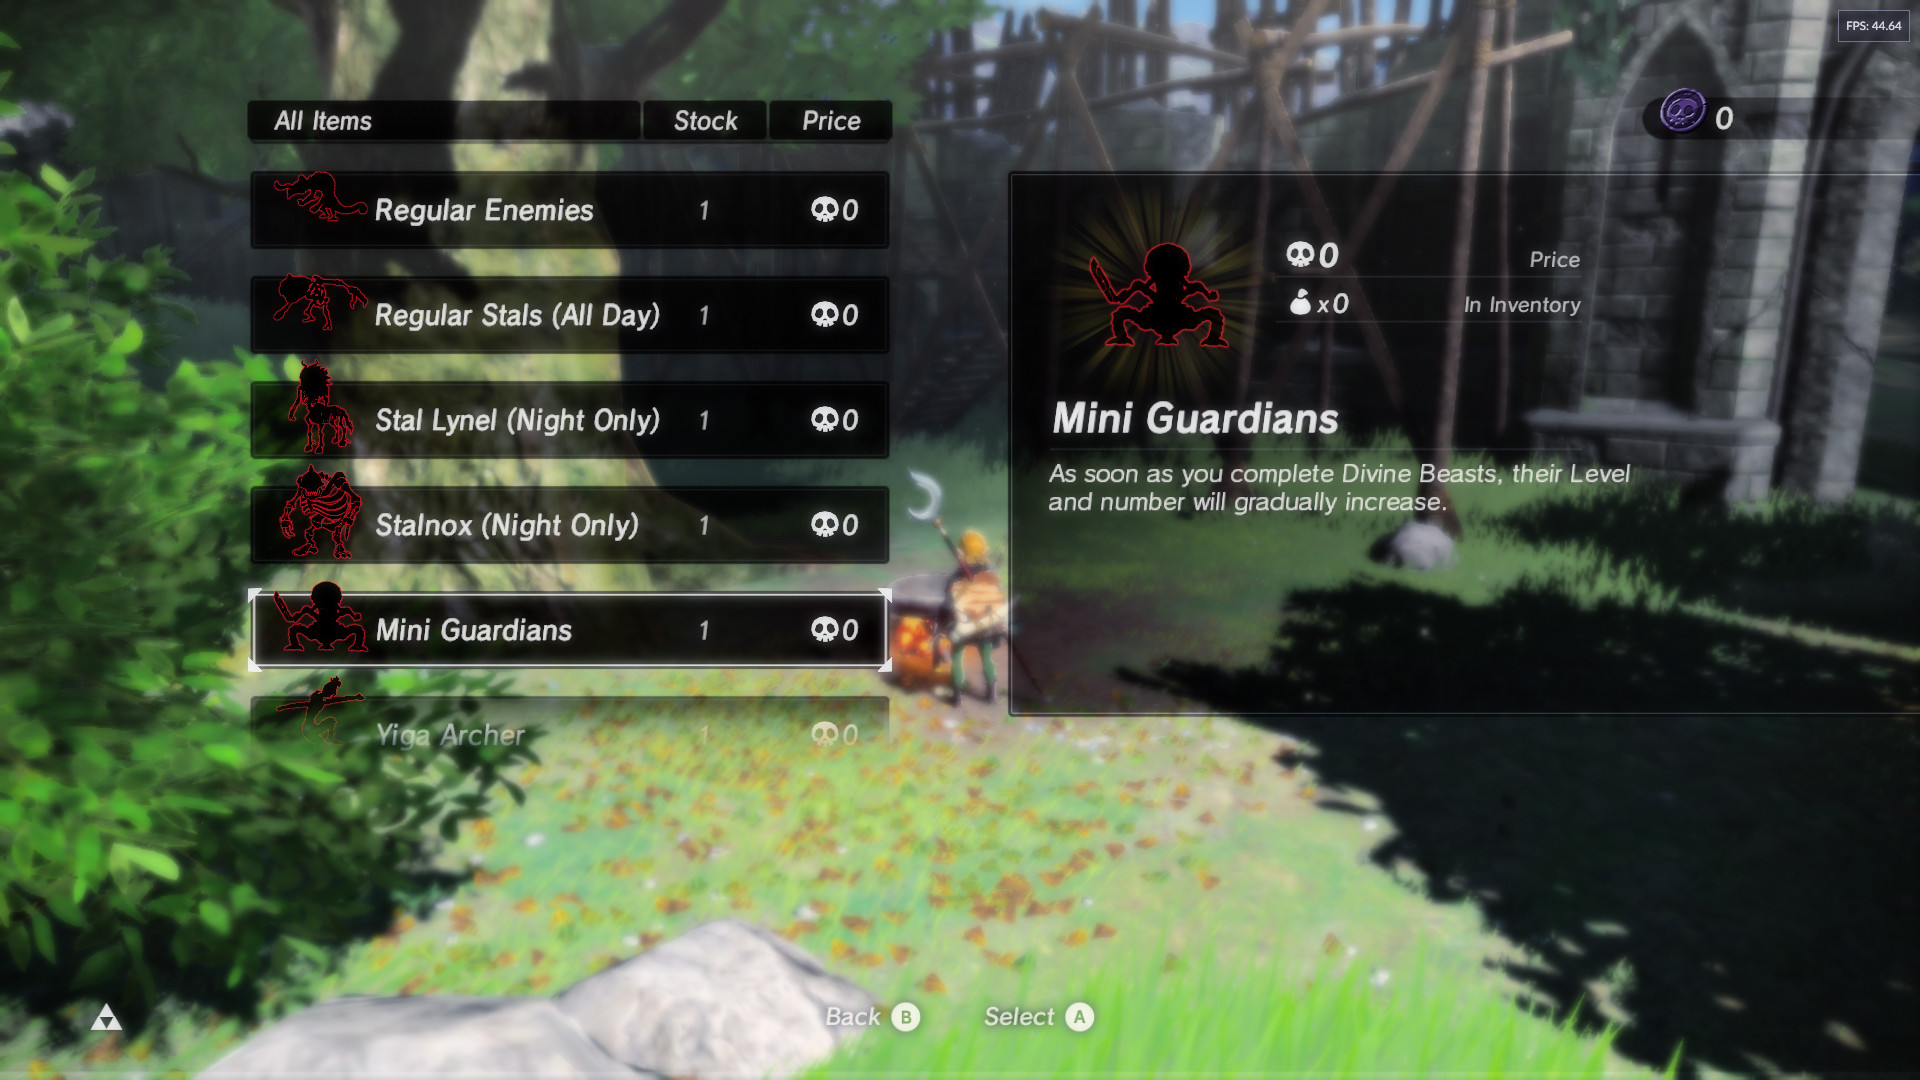 FPS: 44.64
All Items Stock Price
0
Regular Enemies 1 0
Regular Stals (All Day) 1 0
Stal Lynel (Night Only) 1 0
Stalnox (Night Only) 1 0
Mini Guardians 1 0
Yiga Archer 1 0
0 Price
x0 In Inventory
Mini Guardians
As soon as you complete Divine Beasts, their Level
and number will gradually increase.
Back B Select A